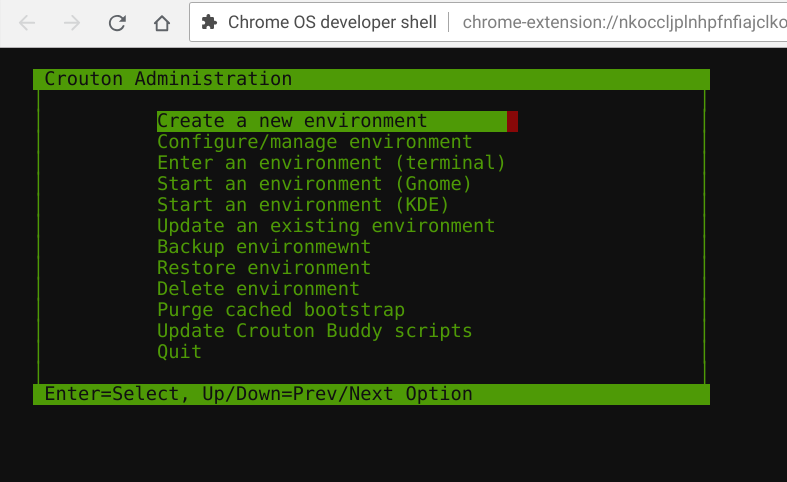 Chrome OS developer shell chrome-extension://nkoccljplnhpfnfiajclko
Crouton Administration
Create a new environment
Configure/manage environment
Enter an environment (terminal)
Start an environment (Gnome)
Start an environment (KDE)
Update an existing environment
Backup environmewnt
Restore environment
Delete environment
Purge cached bootstrap
Update Crouton Buddy scripts
Quit
Enter=Select, Up/Down=Prev/Next Option